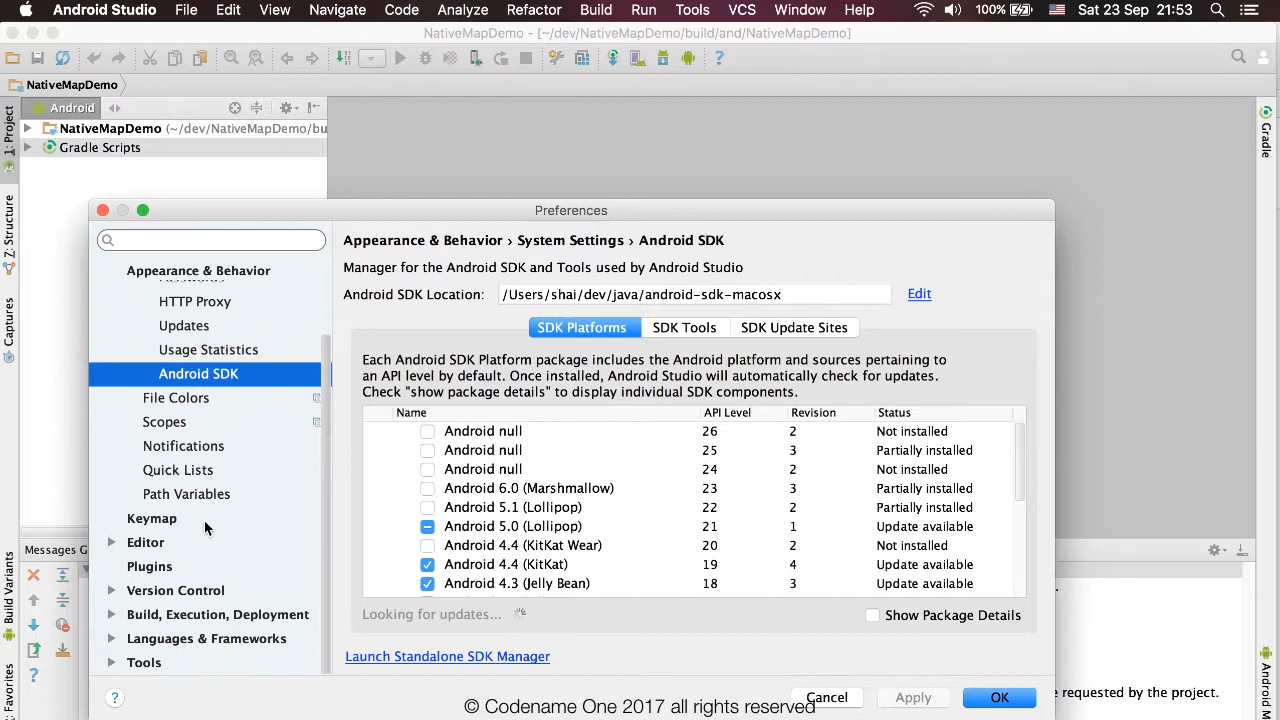 Android Studio File Edit View Navigate Code Analyze Refactor Build Run Tools VCS Window Help 100% Sat 23 Sep 21:53
NativeMapDemo - [~/dev/NativeMapDemo/build/and/NativeMapDemo]
NativeMapDemo
Android
1: Project
NativeMapDemo (~/dev/NativeMapDemo/bu
Gradle Scripts
Gradle
Z: Structure
Captures
Build Variants
Favorites
Messages G
Preferences
Appearance & Behavior
HTTP Proxy
Updates
Usage Statistics
Android SDK
File Colors
Scopes
Notifications
Quick Lists
Path Variables
Keymap
Editor
Plugins
Version Control
Build, Execution, Deployment
Languages & Frameworks
Tools
Appearance & Behavior › System Settings › Android SDK
Manager for the Android SDK and Tools used by Android Studio
Android SDK Location: /Users/shai/dev/java/android-sdk-macosx Edit
SDK Platforms SDK Tools SDK Update Sites
Each Android SDK Platform package includes the Android platform and sources pertaining to
an API level by default. Once installed, Android Studio will automatically check for updates.
Check "show package details" to display individual SDK components.
Name API Level Revision Status
Android null 26 2 Not installed
Android null 25 3 Partially installed
Android null 24 2 Not installed
Android 6.0 (Marshmallow) 23 3 Partially installed
Android 5.1 (Lollipop) 22 2 Partially installed
Android 5.0 (Lollipop) 21 1 Update available
Android 4.4 (KitKat Wear) 20 2 Not installed
Android 4.4 (KitKat) 19 4 Update available
Android 4.3 (Jelly Bean) 18 3 Update available
Looking for updates... Show Package Details
Launch Standalone SDK Manager
Cancel Apply OK
e requested by the project.
Android M
© Codename One 2017 all rights reserved